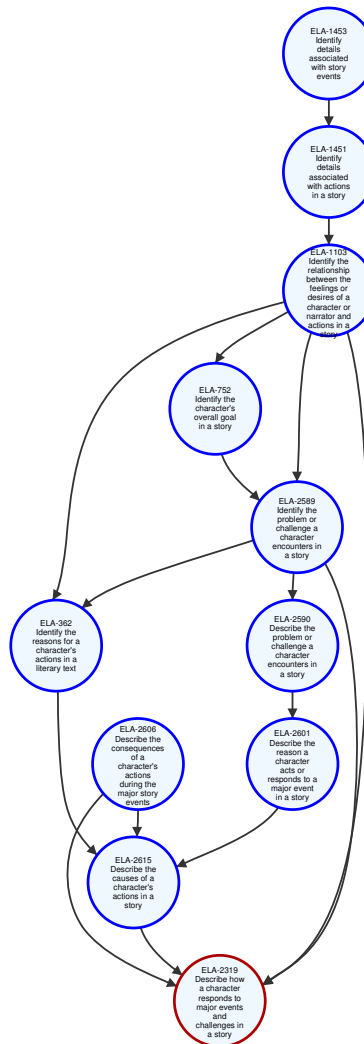 ELA-1453
Identify
details
associated
with story
events
ELA-1451
Identify
details
associated
with actions
in a story
ELA-1103
Identify the
relationship
between the
feelings or
desires of a
character or
narrator and
actions in a
story
ELA-752
Identify the
character's
overall goal
in a story
ELA-2589
Identify the
problem or
challenge a
character
encounters in
a story
ELA-362
Identify the
reasons for a
character's
actions in a
literary text
ELA-2590
Describe the
problem or
challenge a
character
encounters in
a story
ELA-2606
Describe the
consequences
of a
character's
actions
during the
major story
events
ELA-2601
Describe the
reason a
character
acts or
responds to a
major event
in a story
ELA-2615
Describe the
causes of a
character's
actions in a
story
ELA-2319
Describe how
a character
responds to
major events
and
challenges in
a story